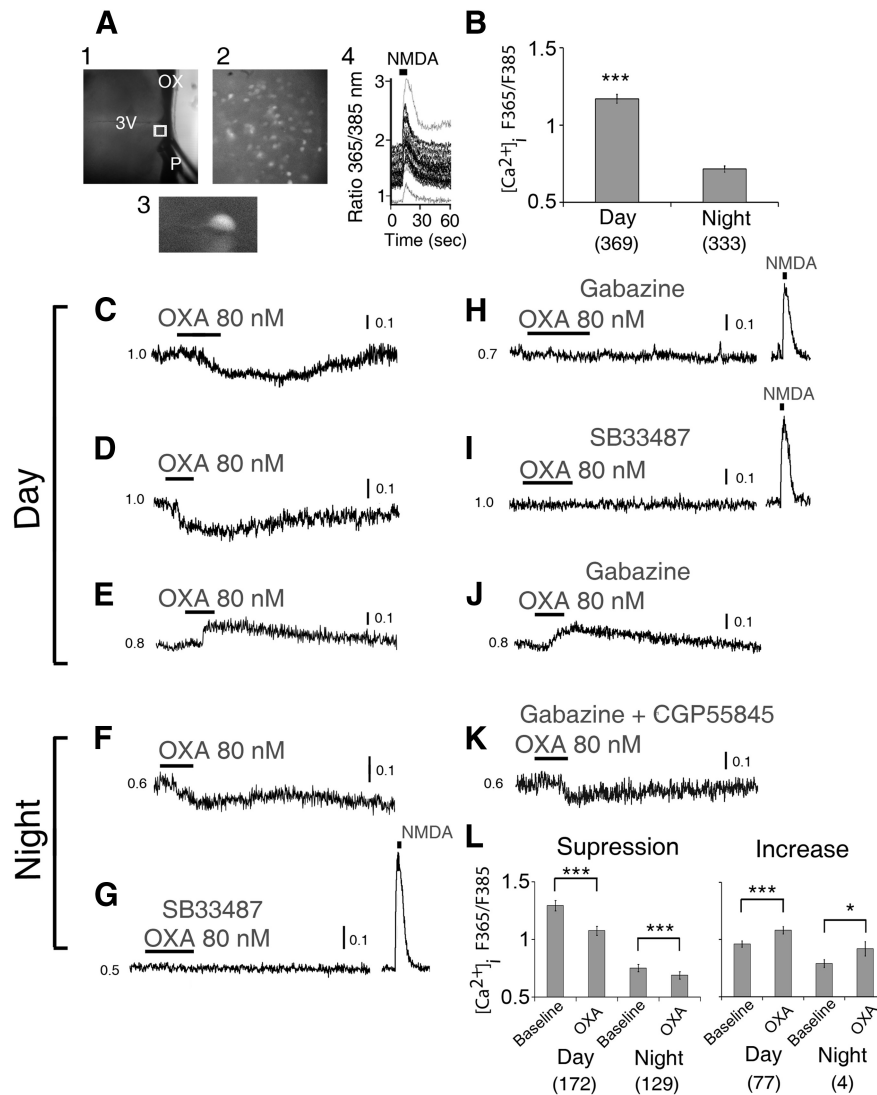 A
1
OX
3V
P
2
3
4
NMDA
Ratio 365/385 nm
3
2
1
0 30 60
Time (sec)
B
[Ca2+]i F365/F385
1.5
1
0.5
***
Day
(369)
Night
(333)
Day
C
OXA 80 nM
0.1
1.0
D
OXA 80 nM
0.1
1.0
E
OXA 80 nM
0.1
0.8
H
Gabazine
OXA 80 nM
0.1
0.7
NMDA
I
SB33487
OXA 80 nM
0.1
1.0
NMDA
J
Gabazine
OXA 80 nM
0.1
0.8
Night
F
OXA 80 nM
0.1
0.6
G
SB33487
OXA 80 nM
0.1
0.5
NMDA
K
Gabazine + CGP55845
OXA 80 nM
0.1
0.6
L
Supression
Increase
[Ca2+]i F365/F385
1.5
1
0.5
***
***
***
*
Baseline
OXA
Baseline
OXA
Baseline
OXA
Baseline
OXA
Day
(172)
Night
(129)
Day
(77)
Night
(4)